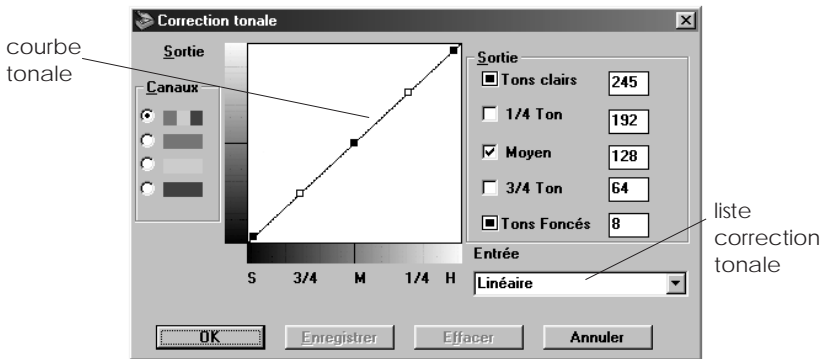 Correction tonale
courbe
tonale
Sortie
Canaux
Sortie
Tons clairs 245
1/4 Ton 192
Moyen 128
3/4 Ton 64
Tons Foncés 8
S 3/4 M 1/4 H
Entrée
Linéaire
liste
correction
tonale
OK Enregistrer Effacer Annuler